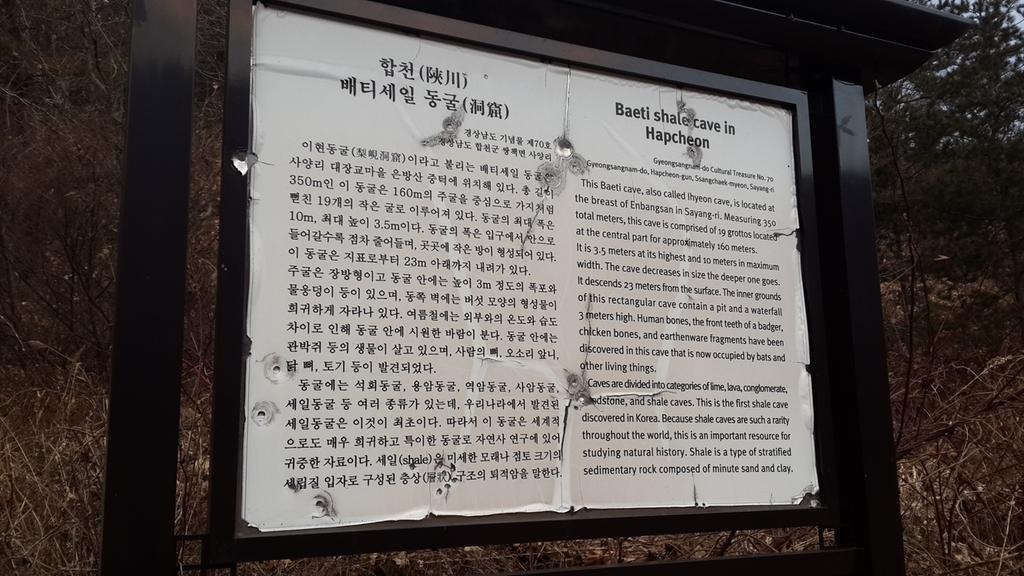 합천(陜川)
배티세일 동굴(洞窟)
경상남도 기념물 제70호
경상남도 합천군 쌍책면 사양리
이현동굴(梨峴洞窟)이라고 불리는 배티세일 동굴은
사양리 대장교마을 은방산 중턱에 위치해 있다. 총 길이
350m인 이 동굴은 160m의 주굴을 중심으로 가지처럼
뻗친 19개의 작은 굴로 이루어져 있다. 동굴의 최대 폭은
10m, 최대 높이 3.5m이다. 동굴의 폭은 입구에서 안으로
들어갈수록 점차 줄어들며, 곳곳에 작은 방이 형성되어 있다.
이 동굴은 지표로부터 23m 아래까지 내려가 있다.
주굴은 장방형이고 동굴 안에는 높이 3m 정도의 폭포와
물웅덩이 등이 있으며, 동쪽 벽에는 버섯 모양의 형성물이
희귀하게 자라나 있다. 여름철에는 외부와의 온도와 습도
차이로 인해 동굴 안에 시원한 바람이 분다. 동굴 안에는
관박쥐 등의 생물이 살고 있으며, 사람의 뼈, 오소리 앞니,
닭 뼈, 토기 등이 발견되었다.
동굴에는 석회동굴, 용암동굴, 역암동굴, 사암동굴,
세일동굴 등 여러 종류가 있는데, 우리나라에서 발견된
세일동굴은 이것이 최초이다. 따라서 이 동굴은 세계적
으로도 매우 희귀하고 특이한 동굴로 자연사 연구에 있어
귀중한 자료이다. 세일(shale)은 미세한 모래나 점토 크기의
세립질 입자로 구성된 층상(層狀) 구조의 퇴적암을 말한다.
Baeti shale cave in
Hapcheon
Gyeongsangnam-do Cultural Treasure No. 70
Gyeongsangnam-do, Hapcheon-gun, Ssangchaek-myeon, Sayang-ri
This Baeti cave, also called Ihyeon cave, is located at
the breast of Enbangsan in Sayang-ri. Measuring 350
total meters, this cave is comprised of 19 grottos located
at the central part for approximately 160 meters.
It is 3.5 meters at its highest and 10 meters in maximum
width. The cave decreases in size the deeper one goes.
It descends 23 meters from the surface. The inner grounds
of this rectangular cave contain a pit and a waterfall
3 meters high. Human bones, the front teeth of a badger,
chicken bones, and earthenware fragments have been
discovered in this cave that is now occupied by bats and
other living things.
Caves are divided into categories of lime, lava, conglomerate,
sandstone, and shale caves. This is the first shale cave
discovered in Korea. Because shale caves are such a rarity
throughout the world, this is an important resource for
studying natural history. Shale is a type of stratified
sedimentary rock composed of minute sand and clay.